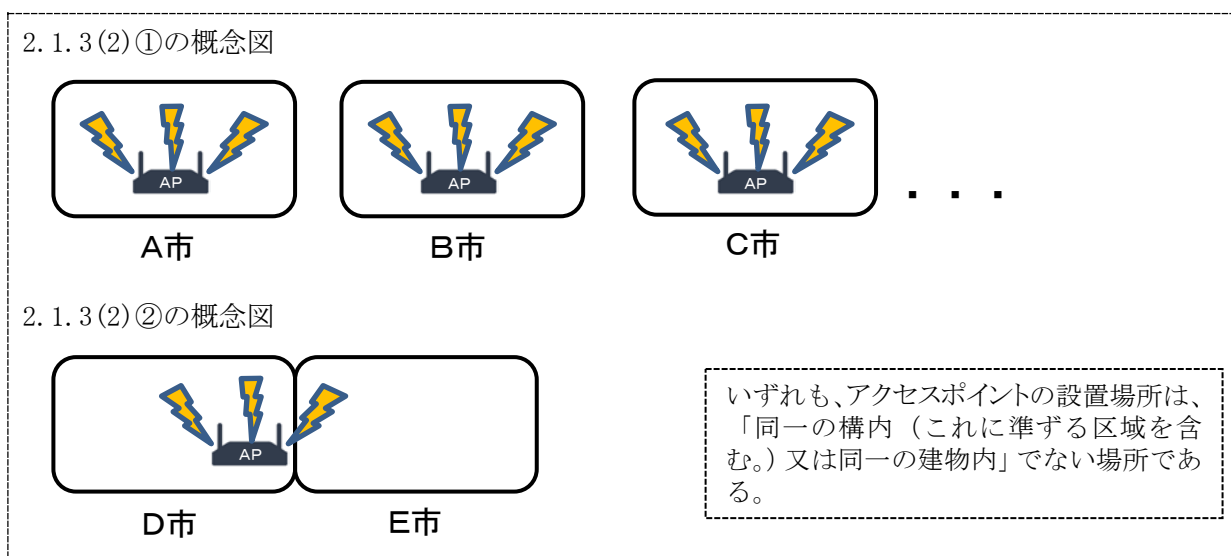 2.1.3(2)①の概念図
AP
AP
AP
・・・
A市
B市
C市
2.1.3(2)②の概念図
AP
D市
E市
いずれも、アクセスポイントの設置場所は、
「同一の構内（これに準ずる区域を含
む。）又は同一の建物内」でない場所であ
る。